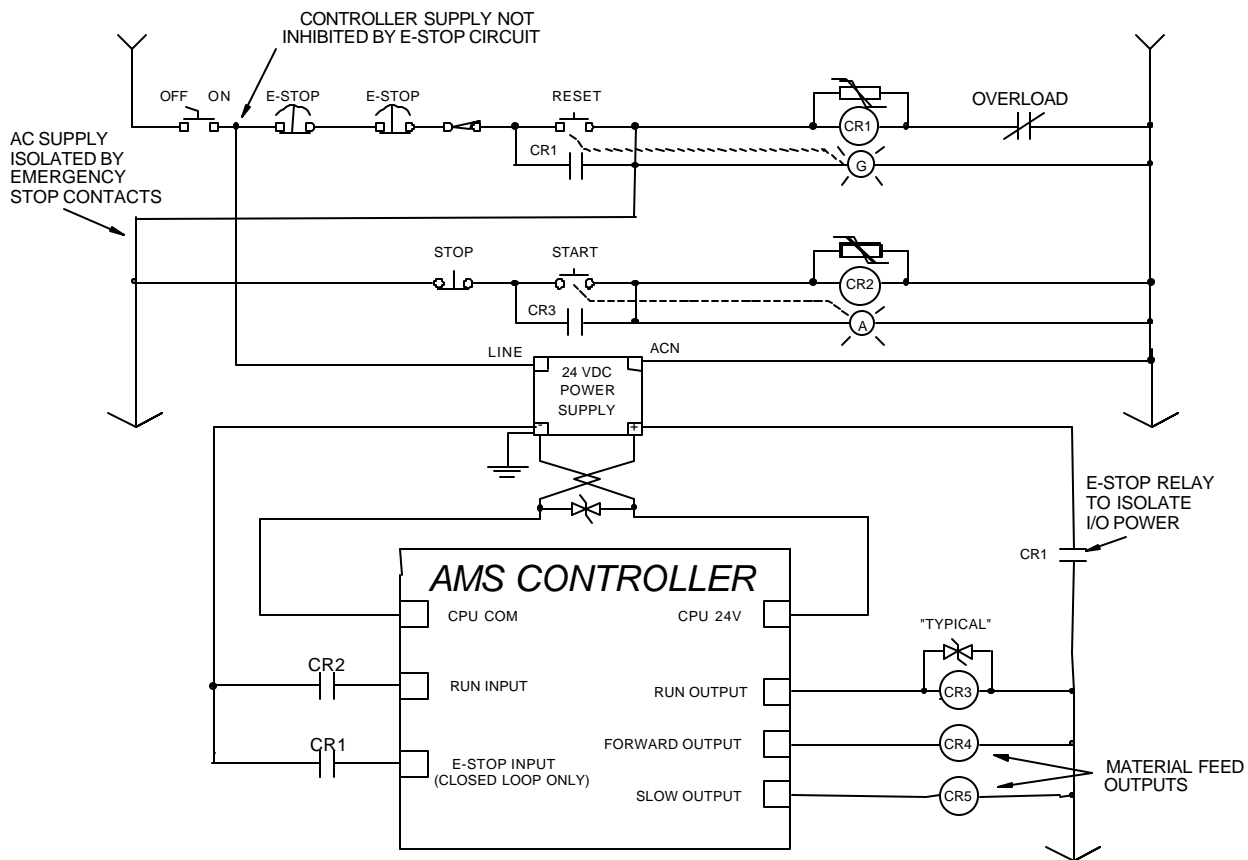 CONTROLLER SUPPLY NOT
INHIBITED BY E-STOP CIRCUIT
OFF ON
E-STOP
E-STOP
RESET
OVERLOAD
CR1
AC SUPPLY
ISOLATED BY
EMERGENCY
STOP CONTACTS
CR1
G
STOP
START
CR2
CR3
A
LINE
ACN
24 VDC
POWER
SUPPLY
-
+
E-STOP RELAY
TO ISOLATE
I/O POWER
CR1
AMS CONTROLLER
CPU COM
CPU 24V
"TYPICAL"
CR2
RUN INPUT
RUN OUTPUT
CR3
CR1
E-STOP INPUT
(CLOSED LOOP ONLY)
FORWARD OUTPUT
CR4
SLOW OUTPUT
CR5
MATERIAL FEED
OUTPUTS